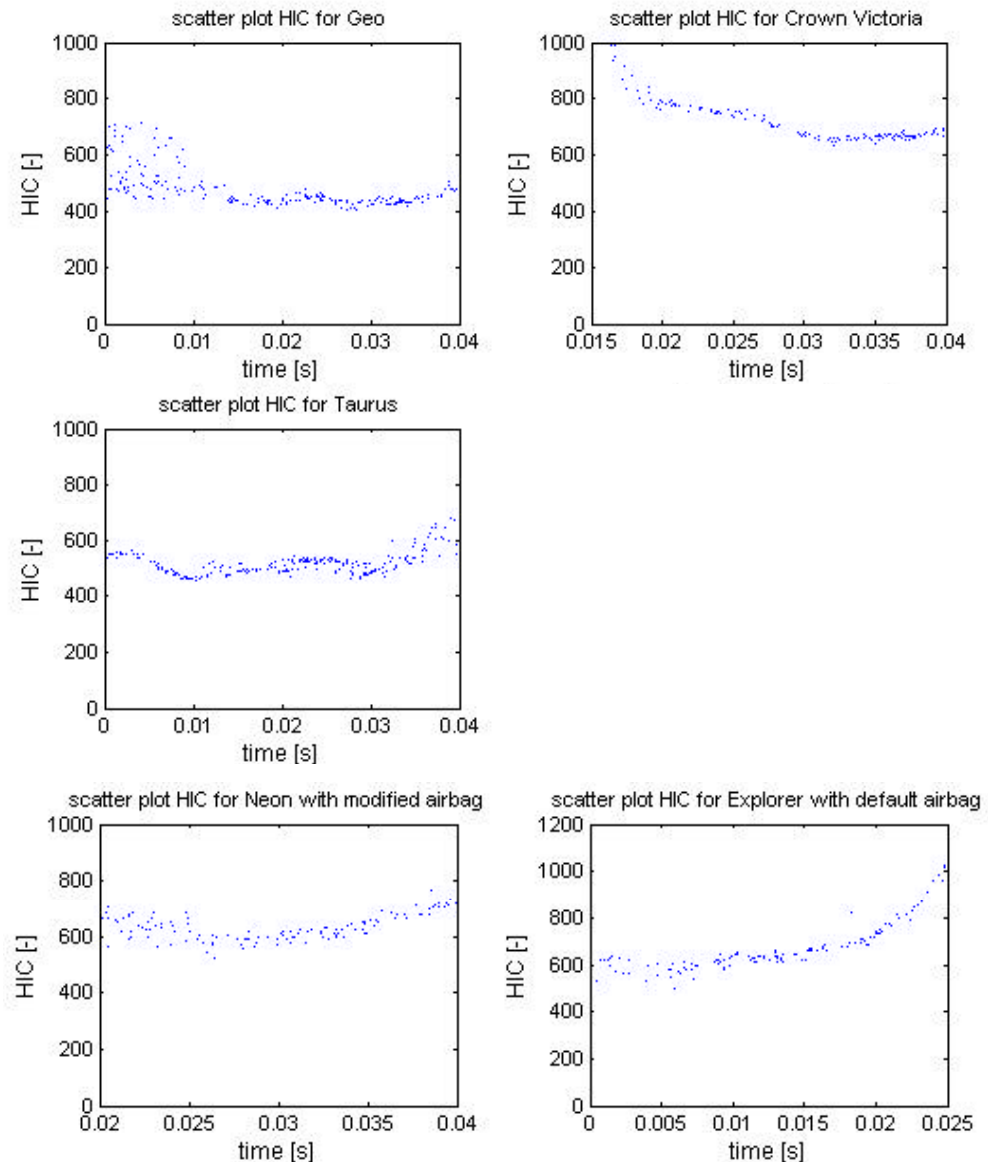 scatter plot HIC for Geo
1000
800
600
400
200
0
HIC [-]
0 0.01 0.02 0.03 0.04
time [s]
scatter plot HIC for Crown Victoria
1000
800
600
400
200
0
HIC [-]
0.015 0.02 0.025 0.03 0.035 0.04
time [s]
scatter plot HIC for Taurus
1000
800
600
400
200
0
HIC [-]
0 0.01 0.02 0.03 0.04
time [s]
scatter plot HIC for Neon with modified airbag
1000
800
600
400
200
0
HIC [-]
0.02 0.025 0.03 0.035 0.04
time [s]
scatter plot HIC for Explorer with default airbag
1200
1000
800
600
400
200
0
HIC [-]
0 0.005 0.01 0.015 0.02 0.025
time [s]